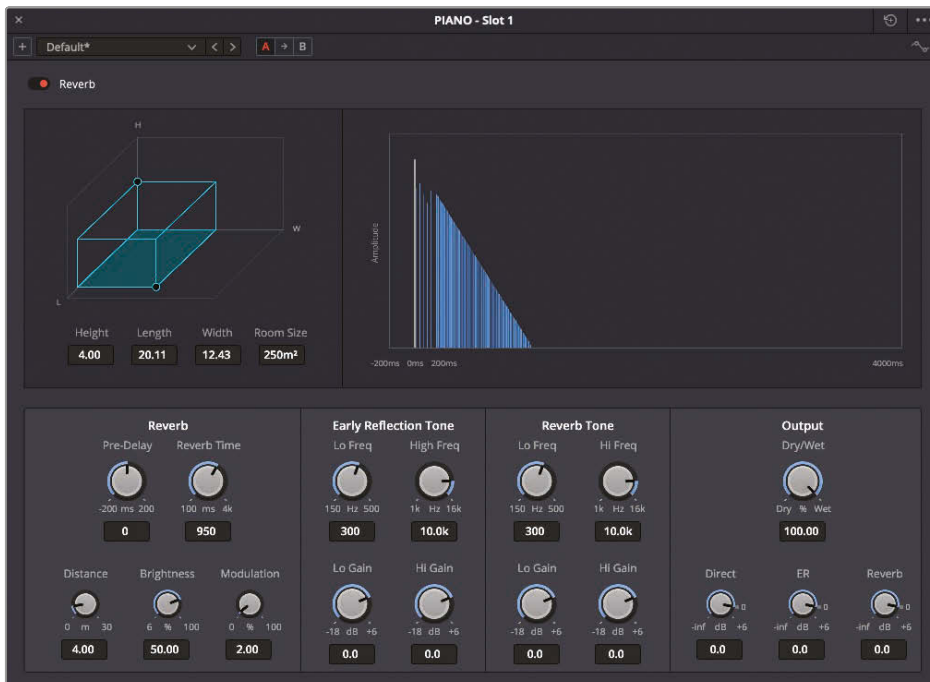 PIANO - Slot 1
Default*
A
B
Reverb
H
W
L
Height Length Width Room Size
4.00 20.11 12.43 250m²
Amplitude
-200ms 0ms 200ms 4000ms
Reverb
Pre-Delay Reverb Time
-200 ms 200 100 ms 4k
0 950
Distance Brightness Modulation
0 m 30 6 % 100 0 % 100
4.00 50.00 2.00
Early Reflection Tone
Lo Freq High Freq
150 Hz 500 1k Hz 16k
300 10.0k
Lo Gain Hi Gain
-18 dB +6 -18 dB +6
0.0 0.0
Reverb Tone
Lo Freq Hi Freq
150 Hz 500 1k Hz 16k
300 10.0k
Lo Gain Hi Gain
-18 dB +6 -18 dB +6
0.0 0.0
Output
Dry/Wet
Dry % Wet
100.00
Direct ER Reverb
0 0 0
-inf dB +6 -inf dB +6 -inf dB +6
0.0 0.0 0.0